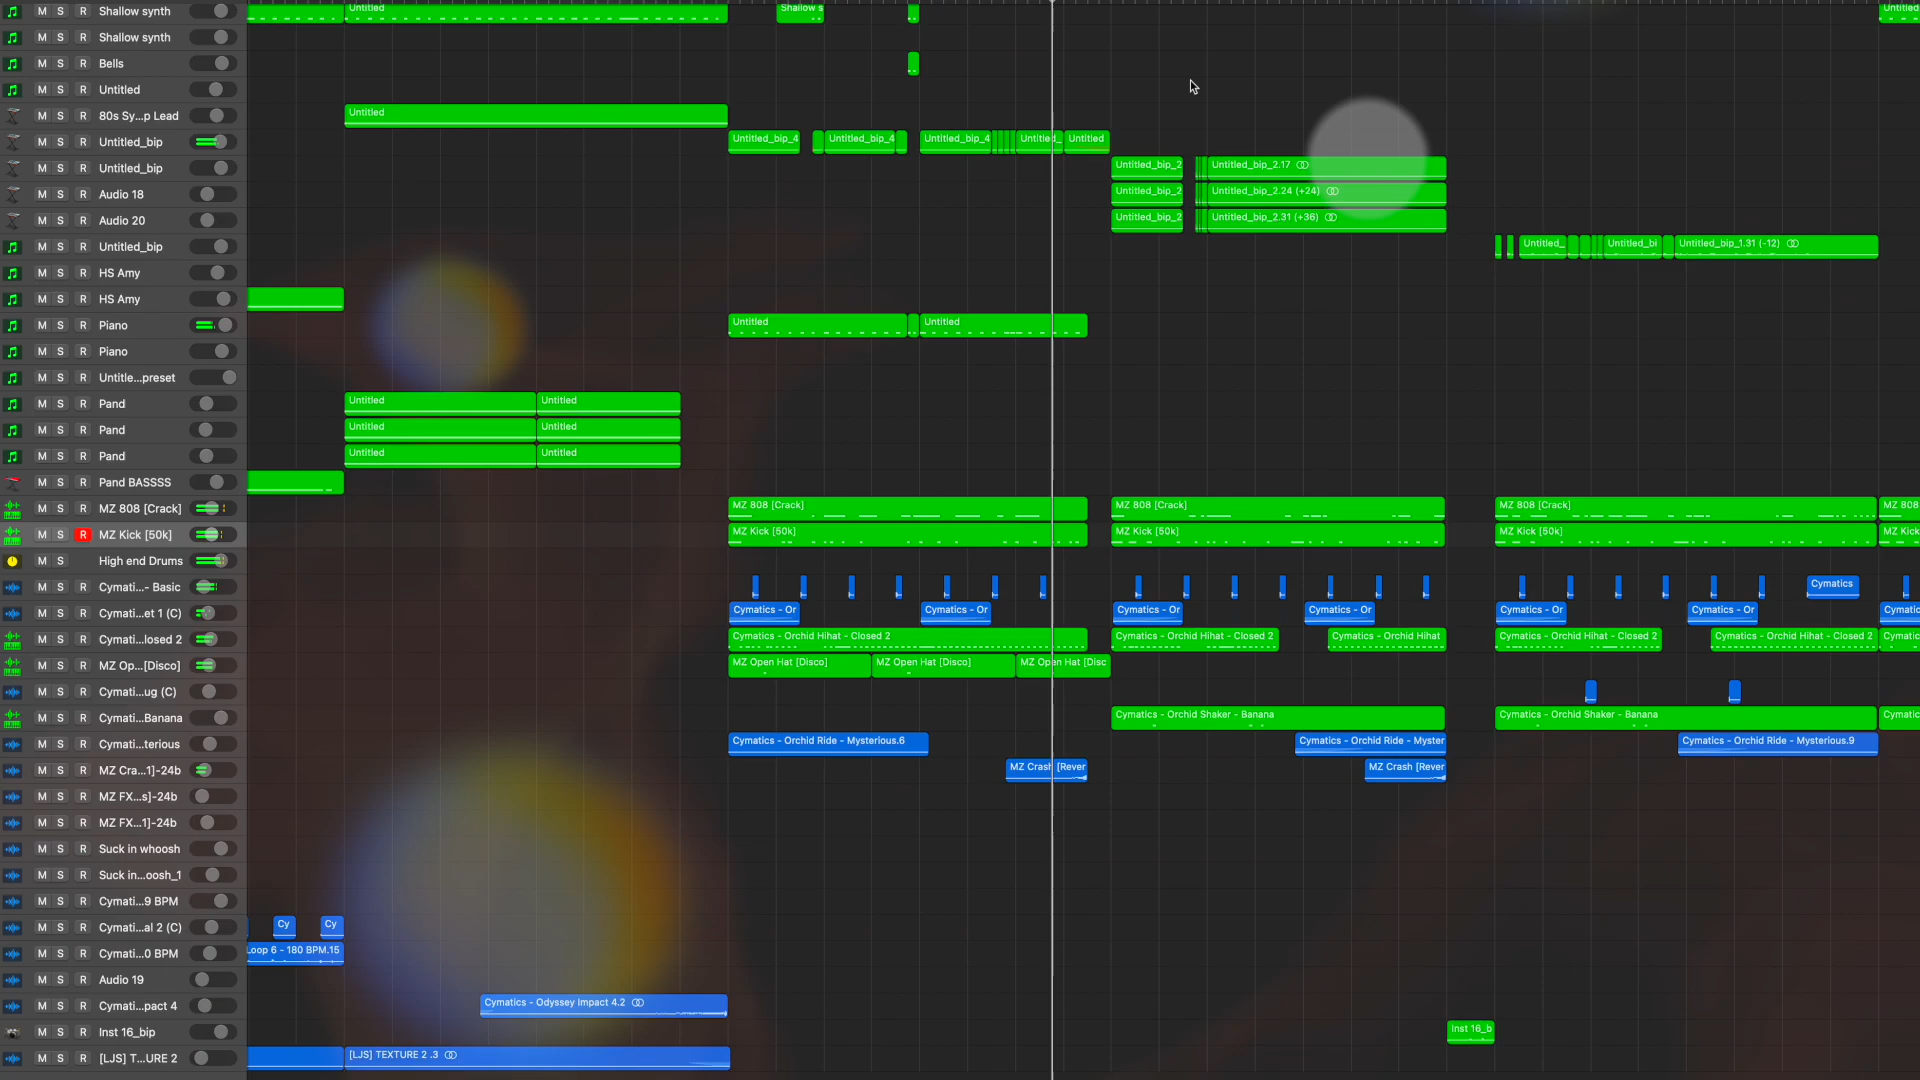 M S R Shallow synth Untitled Shallow s Untitled
M S R Shallow synth
M S R Bells
M S R Untitled
M S R 80s Sy...p Lead Untitled
M S R Untitled_bip Untitled_bip_4 Untitled_bip_4 Untitled_bip_4 Untitled_ Untitled
M S R Untitled_bip Untitled_bip_2 Untitled_bip_2.17
M S R Audio 18 Untitled_bip_2 Untitled_bip_2.24 (+24)
M S R Audio 20 Untitled_bip_2 Untitled_bip_2.31 (+36)
M S R Untitled_bip Untitled_ Untitled_bi Untitled_bip_1.31 (-12)
M S R HS Amy
M S R HS Amy
M S R Piano Untitled Untitled
M S R Piano
M S R Untitle...preset
M S R Pand Untitled Untitled
M S R Pand Untitled Untitled
M S R Pand Untitled Untitled
M S R Pand BASSSS
M S R MZ 808 [Crack] MZ 808 [Crack] MZ 808 [Crack] MZ 808 [Crack] MZ 808
M S R MZ Kick [50k] MZ Kick [50k] MZ Kick [50k] MZ Kick [50k] MZ Kick
M S High end Drums
M S R Cymati...- Basic Cymatics
M S R Cymati...et 1 (C) Cymatics - Or Cymatics - Or Cymatics - Or Cymatics - Or Cymatics - Or Cymatics - Or Cymatic
M S R Cymati...losed 2 Cymatics - Orchid Hihat - Closed 2 Cymatics - Orchid Hihat - Closed 2 Cymatics - Orchid Hihat Cymatics - Orchid Hihat - Closed 2 Cymatics - Orchid Hihat - Closed 2 Cymatic
M S R MZ Op...[Disco] MZ Open Hat [Disco] MZ Open Hat [Disco] MZ Open Hat [Disc
M S R Cymati...ug (C)
M S R Cymati...Banana Cymatics - Orchid Shaker - Banana Cymatics - Orchid Shaker - Banana Cymatic
M S R Cymati...terious Cymatics - Orchid Ride - Mysterious.6 Cymatics - Orchid Ride - Myster Cymatics - Orchid Ride - Mysterious.9
M S R MZ Cra...1]-24b MZ Crash [Rever MZ Crash [Rever
M S R MZ FX...s]-24b
M S R MZ FX...1]-24b
M S R Suck in whoosh
M S R Suck in...oosh_1
M S R Cymati...9 BPM
M S R Cymati...al 2 (C) Cy Cy
M S R Cymati...0 BPM Loop 6 - 180 BPM.15
M S R Audio 19
M S R Cymati...pact 4 Cymatics - Odyssey Impact 4.2
M S R Inst 16_bip Inst 16_b
M S R [LJS] T...URE 2 [LJS] TEXTURE 2 .3